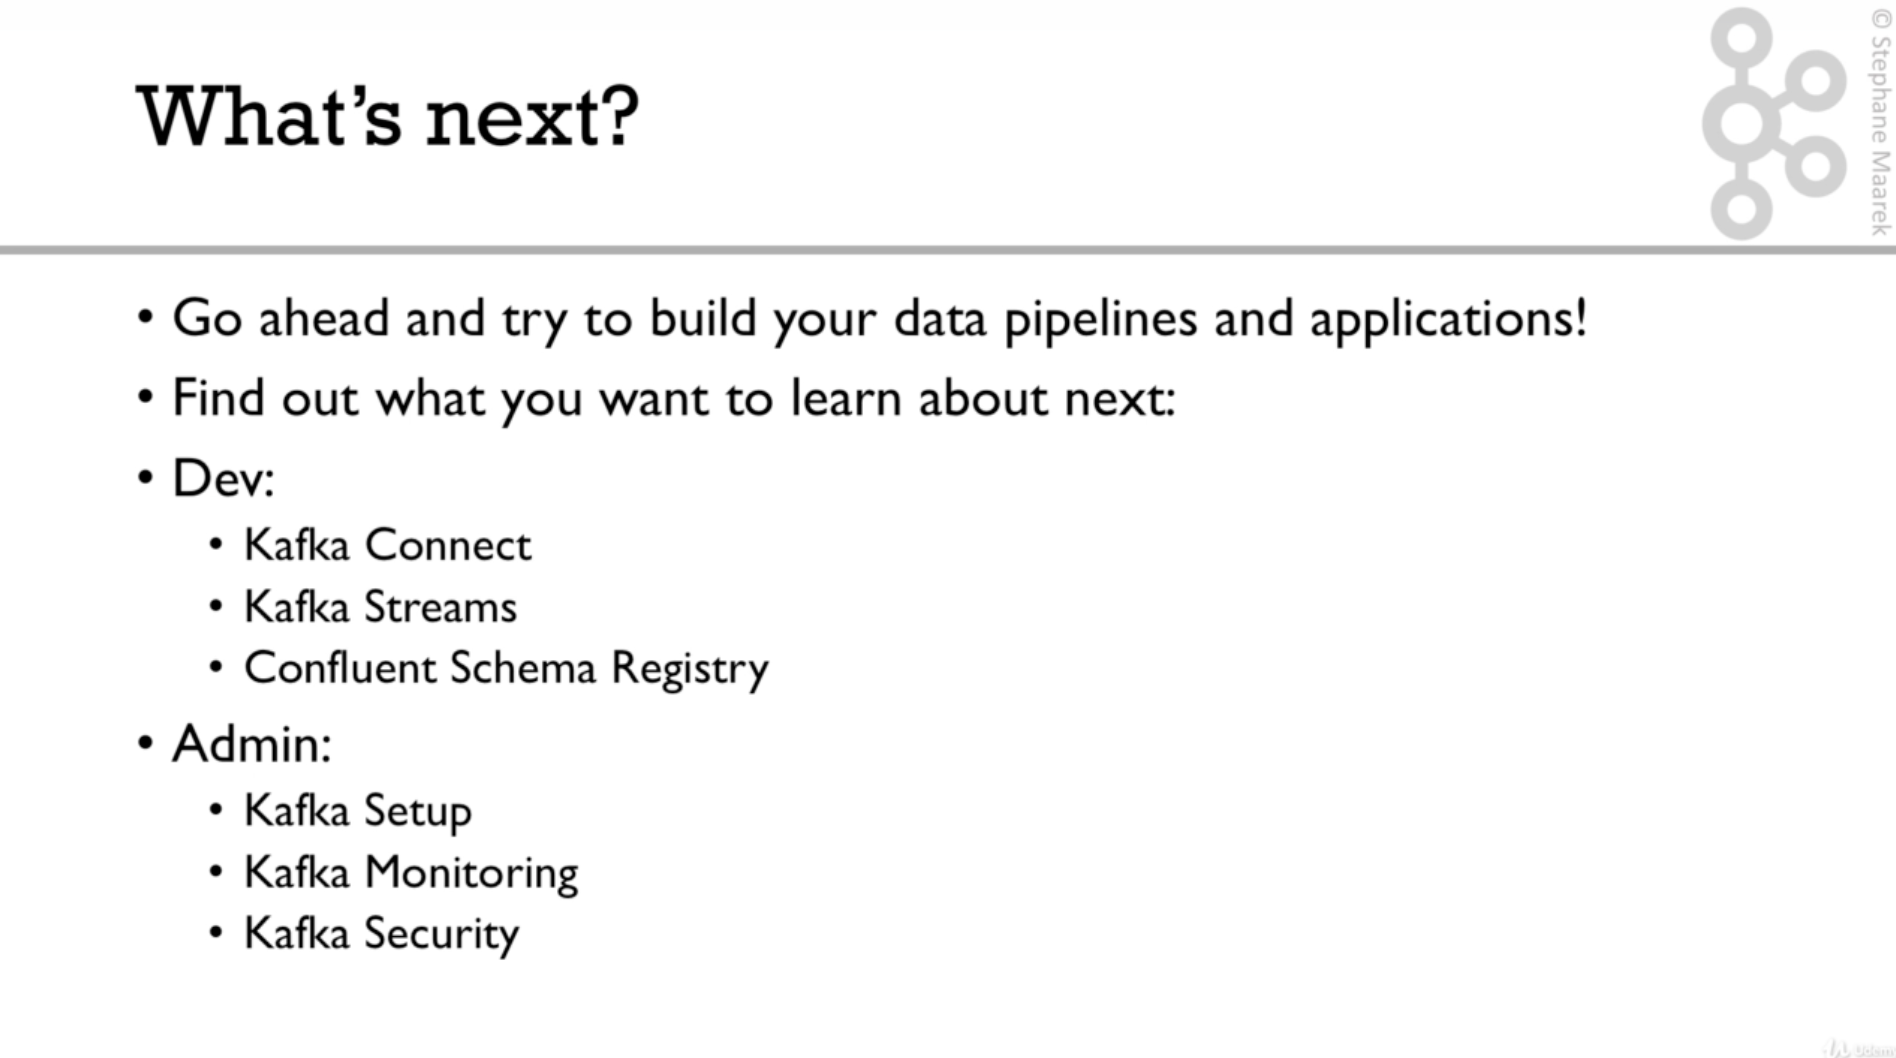 What's next?
© Stephane Maarek
• Go ahead and try to build your data pipelines and applications!
• Find out what you want to learn about next:
• Dev:
• Kafka Connect
• Kafka Streams
• Confluent Schema Registry
• Admin:
• Kafka Setup
• Kafka Monitoring
• Kafka Security
Udemy